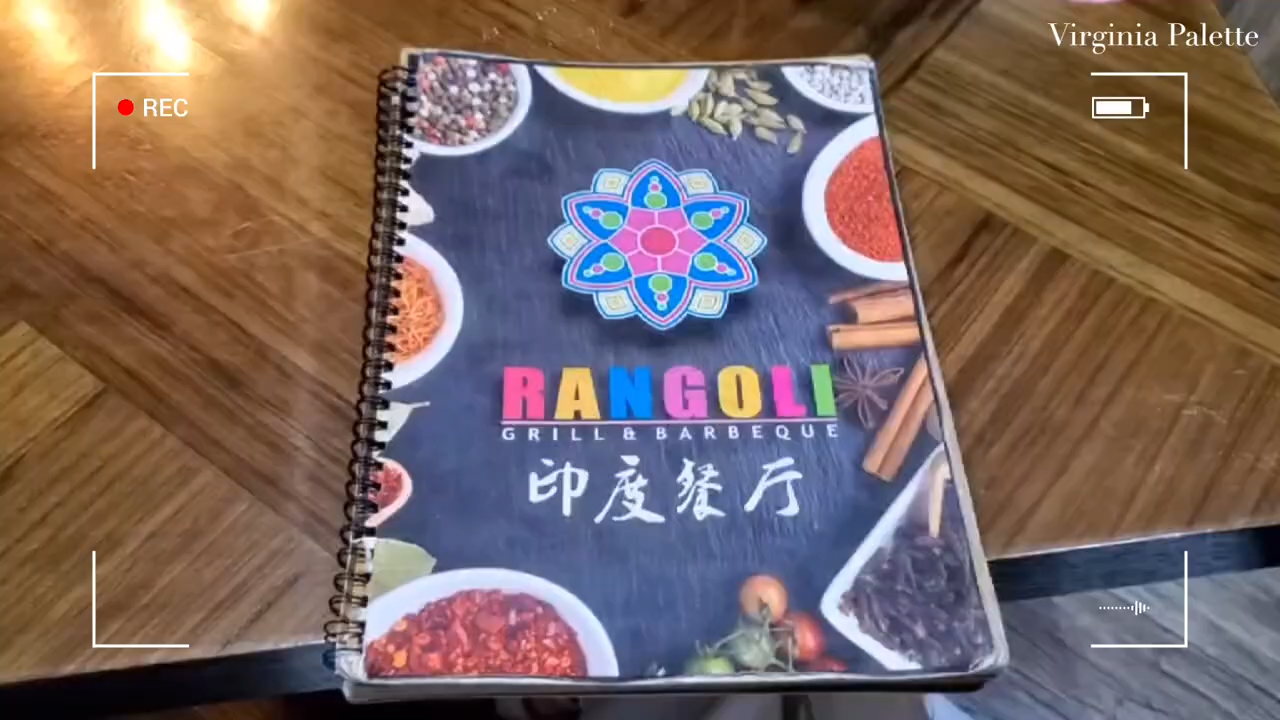 Virginia Palette
REC
RANGOLI
GRILL & BARBEQUE
印度餐厅